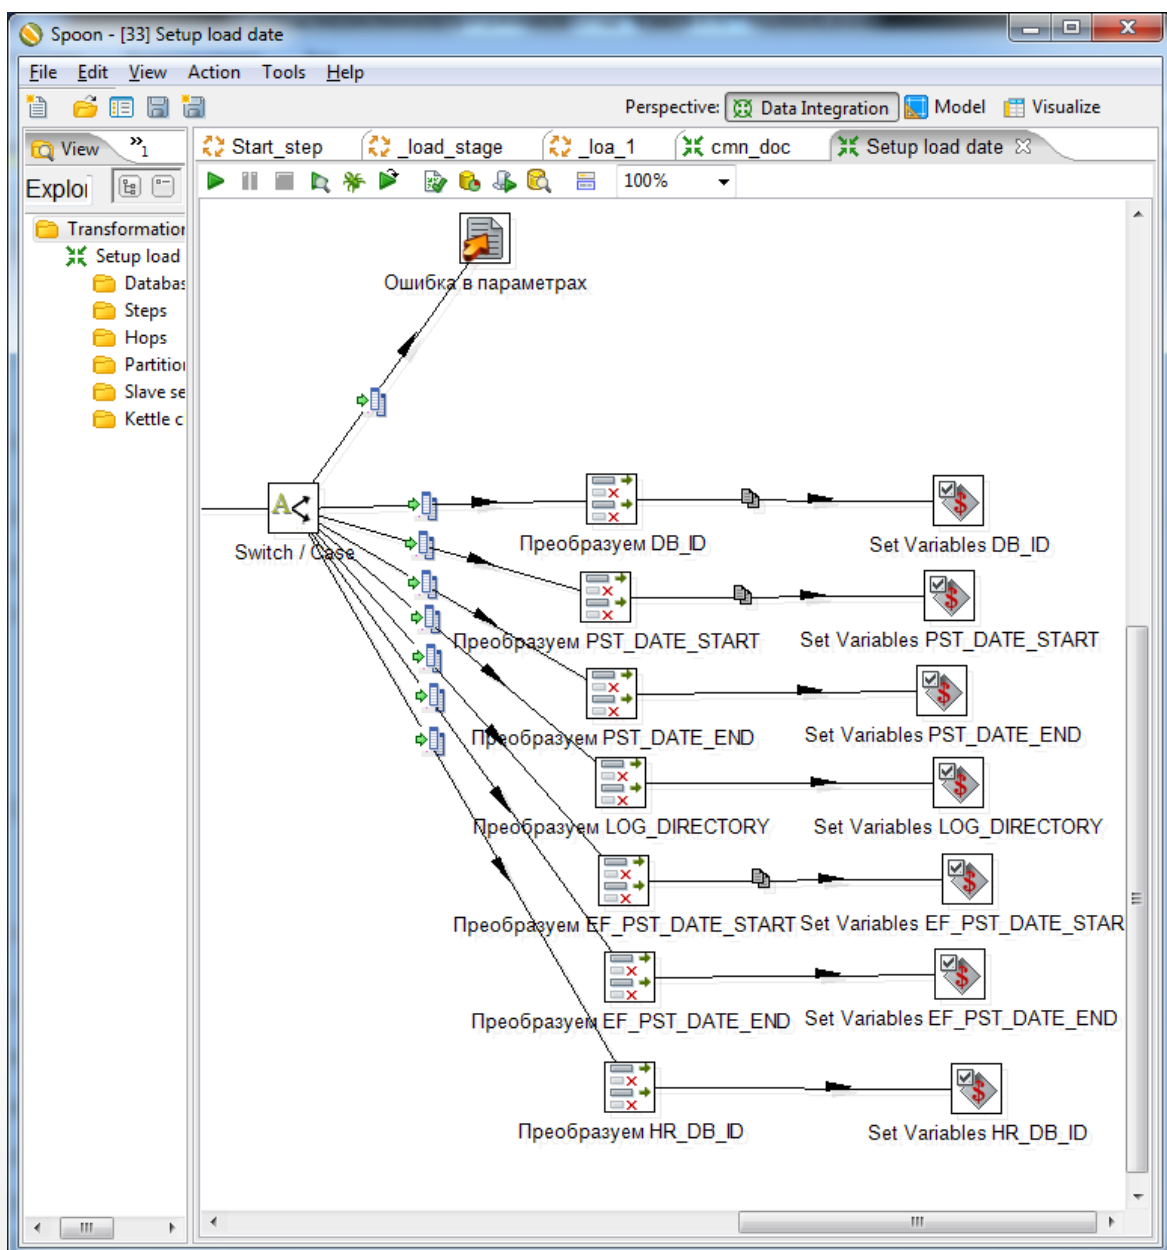 Spoon - [33] Setup load date
File Edit View Action Tools Help
Perspective: Data Integration Model Visualize
View »1 Start_step _load_stage _loa_1 cmn_doc Setup load date
Explor
100%
Transformation
Setup load
Databas
Steps
Hops
Partition
Slave se
Kettle c
Ошибка в параметрах
Switch / Case
Преобразуем DB_ID Set Variables DB_ID
Преобразуем PST_DATE_START Set Variables PST_DATE_START
Преобразуем PST_DATE_END Set Variables PST_DATE_END
Преобразуем LOG_DIRECTORY Set Variables LOG_DIRECTORY
Преобразуем EF_PST_DATE_START Set Variables EF_PST_DATE_STAR
Преобразуем EF_PST_DATE_END Set Variables EF_PST_DATE_END
Преобразуем HR_DB_ID Set Variables HR_DB_ID